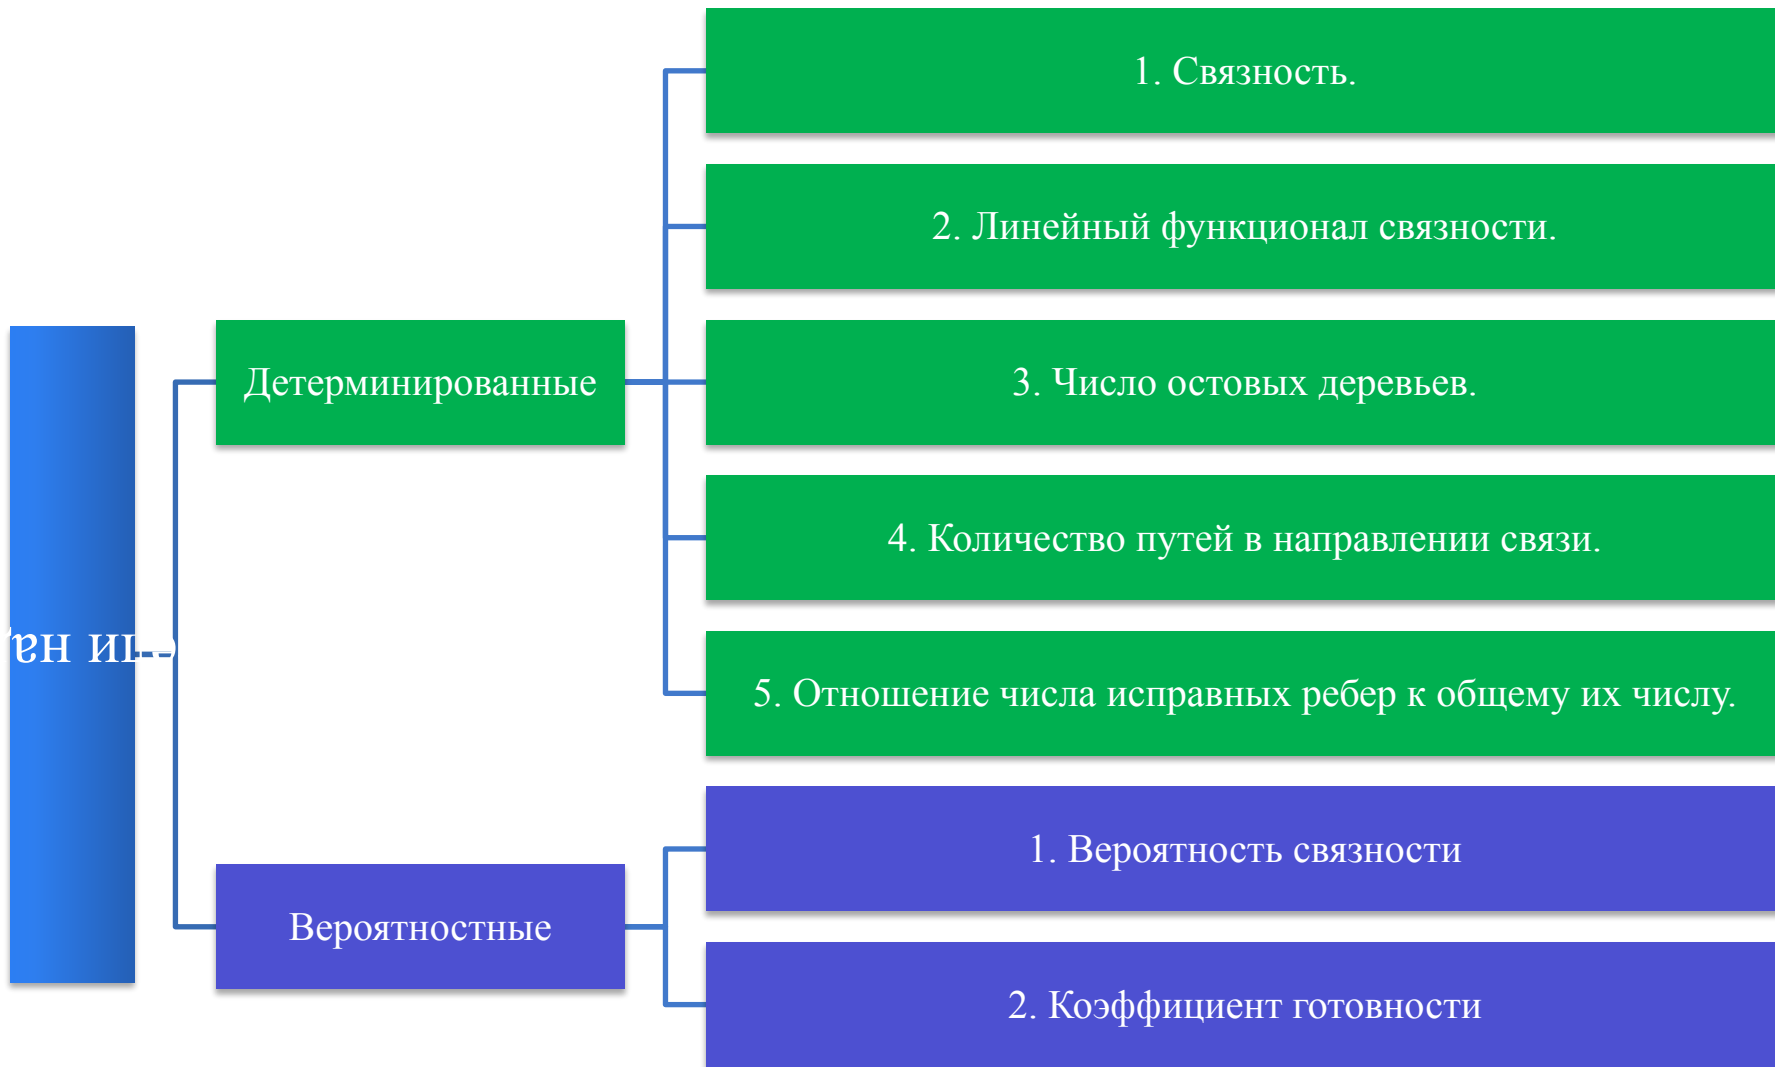 1. Связность.
2. Линейный функционал связности.
Детерминированные
3. Число остовых деревьев.
4. Количество путей в направлении связи.
5. Отношение числа исправных ребер к общему их числу.
1. Вероятность связности
Вероятностные
2. Коэффициент готовности